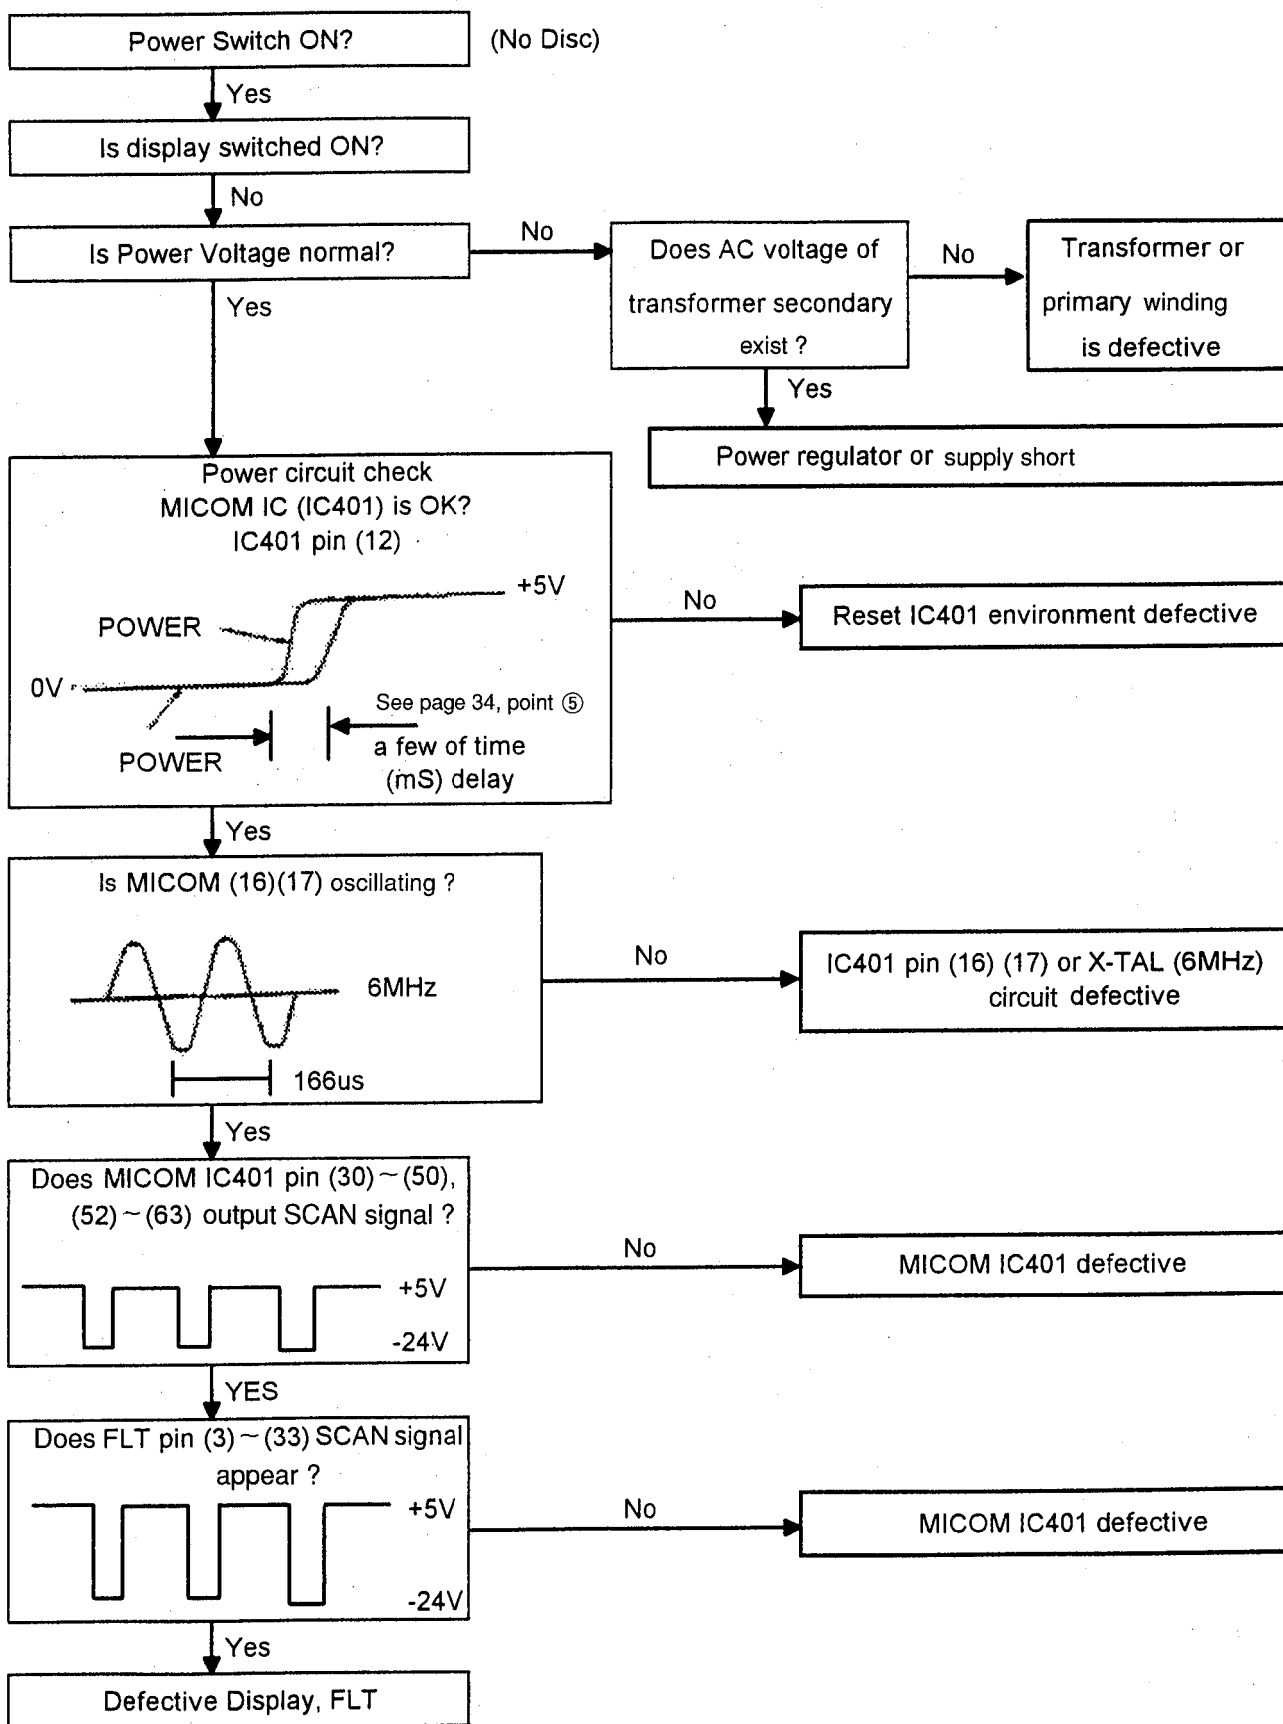 Power Switch ON?
(No Disc)
Yes
Is display switched ON?
No
Is Power Voltage normal?
No
Does AC voltage of
transformer secondary
exist ?
No
Transformer or
primary winding
is defective
Yes
Yes
Power regulator or supply short
Power circuit check
MICOM IC (IC401) is OK?
IC401 pin (12)
+5V
POWER
0V
See page 34, point ⑤
POWER
a few of time
(mS) delay
No
Reset IC401 environment defective
Yes
Is MICOM (16)(17) oscillating ?
6MHz
166us
No
IC401 pin (16) (17) or X-TAL (6MHz)
circuit defective
Yes
Does MICOM IC401 pin (30)~(50),
(52)~(63) output SCAN signal ?
+5V
-24V
No
MICOM IC401 defective
YES
Does FLT pin (3)~(33) SCAN signal
appear ?
+5V
-24V
No
MICOM IC401 defective
Yes
Defective Display, FLT